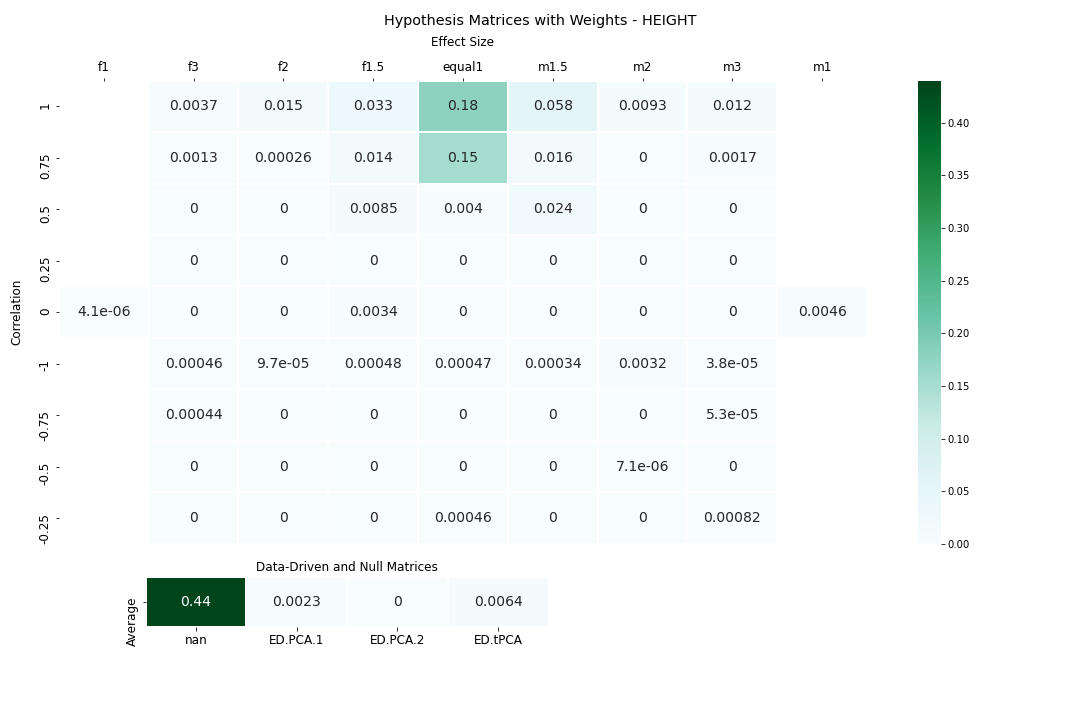 Hypothesis Matrices with Weights - HEIGHT
Effect Size
f1 f3 f2 f1.5 equal1 m1.5 m2 m3 m1
1 0.0037 0.015 0.033 0.18 0.058 0.0093 0.012
0.75 0.0013 0.00026 0.014 0.15 0.016 0 0.0017
0.5 0 0 0.0085 0.004 0.024 0 0
0.25 0 0 0 0 0 0 0
0 4.1e-06 0 0 0.0034 0 0 0 0 0.0046
-1 0.00046 9.7e-05 0.00048 0.00047 0.00034 0.0032 3.8e-05
-0.75 0.00044 0 0 0 0 0 5.3e-05
-0.5 0 0 0 0 0 7.1e-06 0
-0.25 0 0 0 0.00046 0 0 0.00082
Correlation
0.40
0.35
0.30
0.25
0.20
0.15
0.10
0.05
0.00
Data-Driven and Null Matrices
Average 0.44 0.0023 0 0.0064
nan ED.PCA.1 ED.PCA.2 ED.tPCA